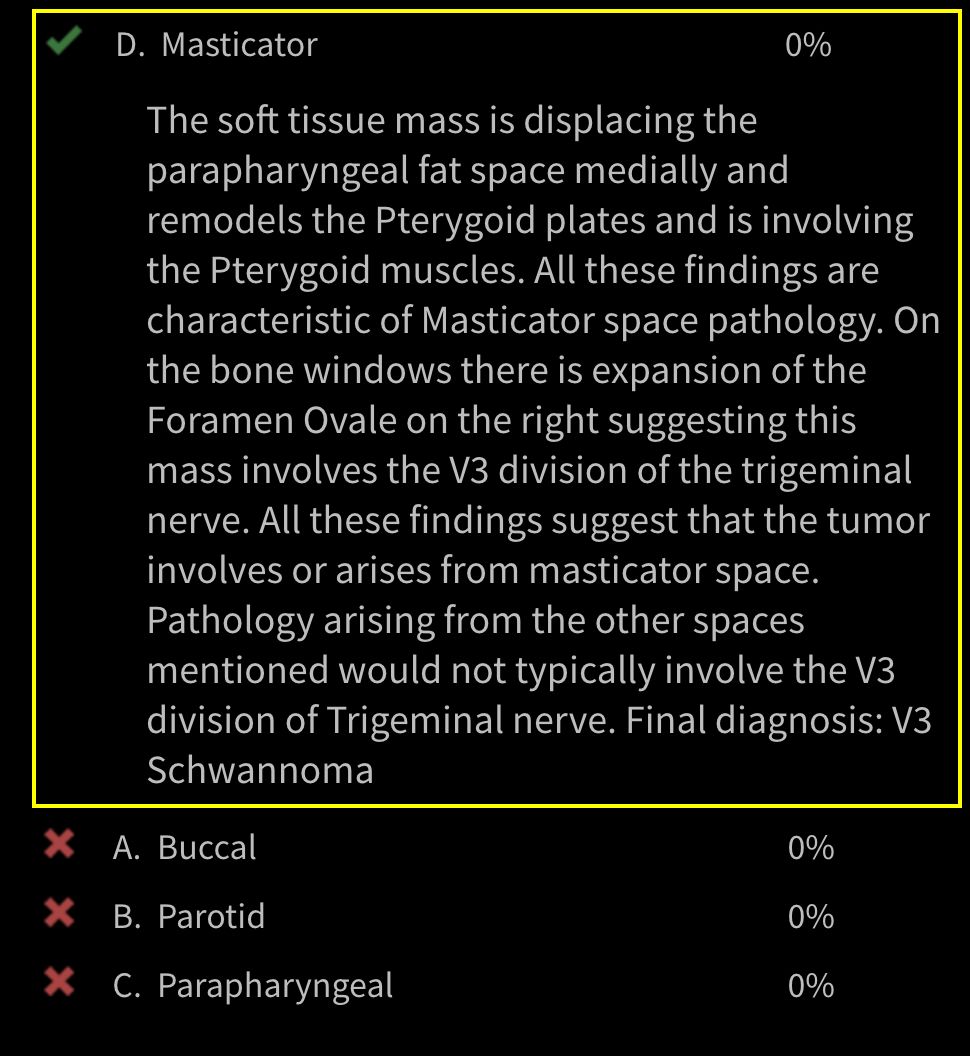 D. Masticator 0%
The soft tissue mass is displacing the
parapharyngeal fat space medially and
remodels the Pterygoid plates and is involving
the Pterygoid muscles. All these findings are
characteristic of Masticator space pathology. On
the bone windows there is expansion of the
Foramen Ovale on the right suggesting this
mass involves the V3 division of the trigeminal
nerve. All these findings suggest that the tumor
involves or arises from masticator space.
Pathology arising from the other spaces
mentioned would not typically involve the V3
division of Trigeminal nerve. Final diagnosis: V3
Schwannoma
A. Buccal 0%
B. Parotid 0%
C. Parapharyngeal 0%